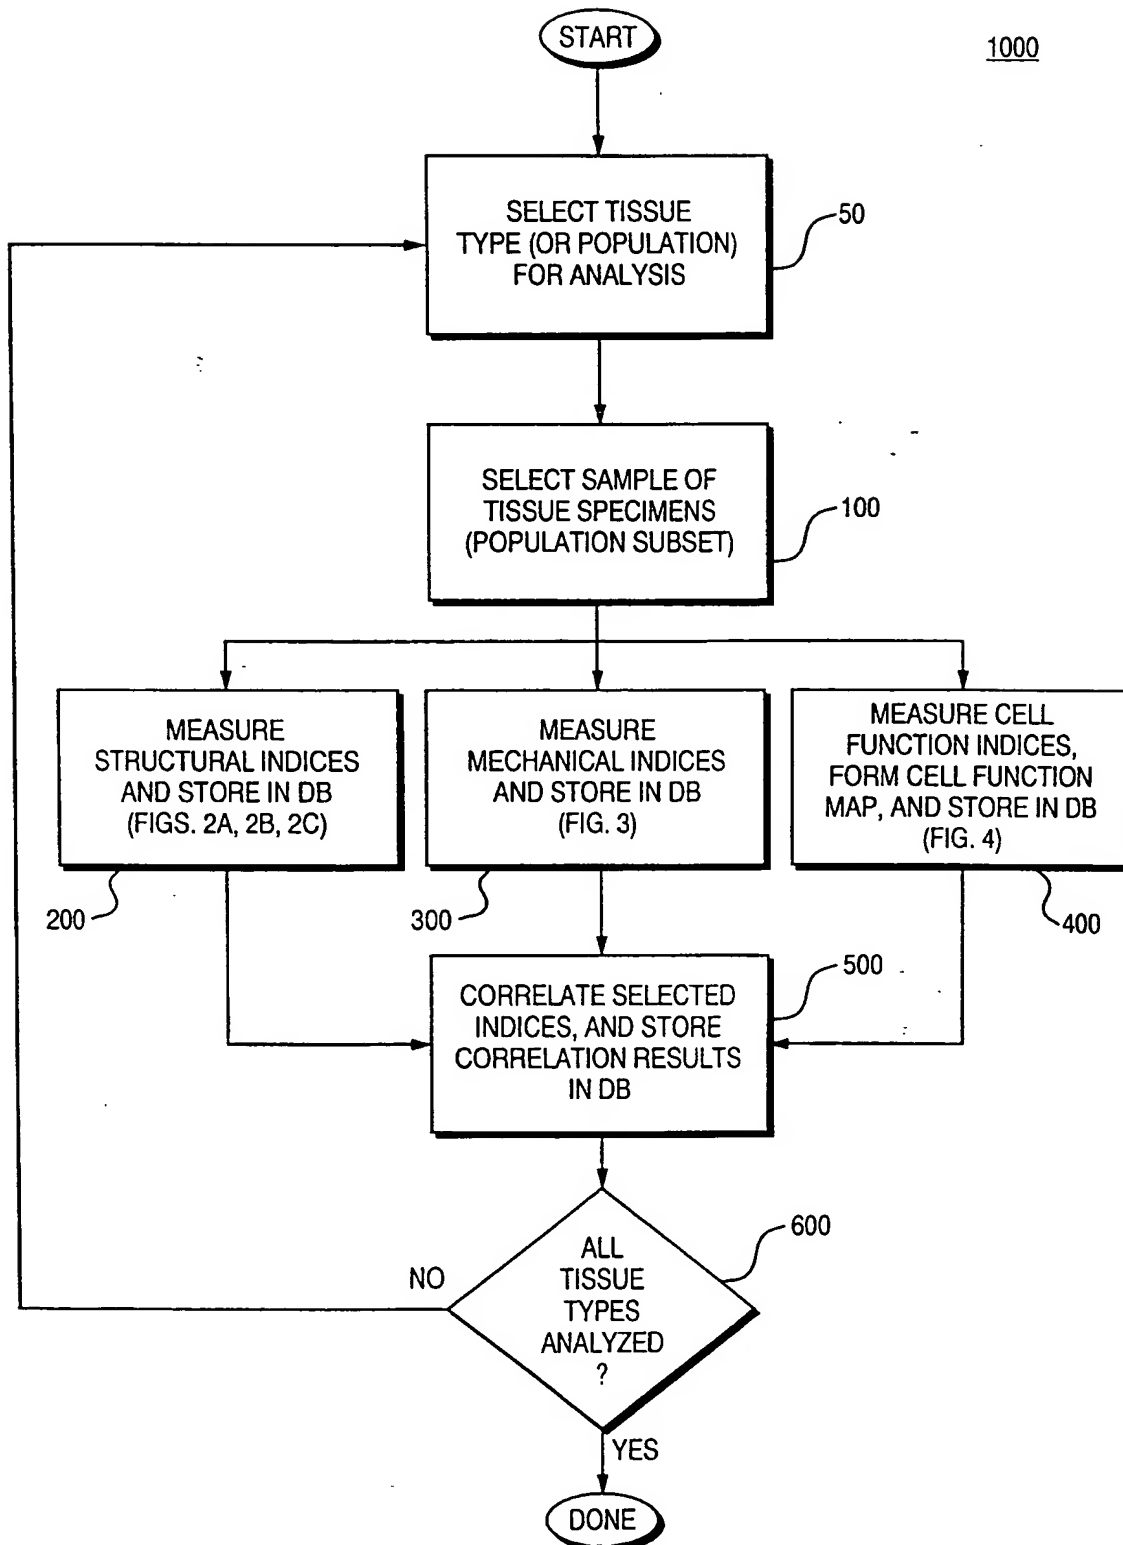 START
1000
SELECT TISSUE
TYPE (OR POPULATION)
FOR ANALYSIS
50
SELECT SAMPLE OF
TISSUE SPECIMENS
(POPULATION SUBSET)
100
MEASURE
STRUCTURAL INDICES
AND STORE IN DB
(FIGS. 2A, 2B, 2C)
200
MEASURE
MECHANICAL INDICES
AND STORE IN DB
(FIG. 3)
300
MEASURE CELL
FUNCTION INDICES,
FORM CELL FUNCTION
MAP, AND STORE IN DB
(FIG. 4)
400
CORRELATE SELECTED
INDICES, AND STORE
CORRELATION RESULTS
IN DB
500
ALL
TISSUE
TYPES
ANALYZED
?
600
NO
YES
DONE